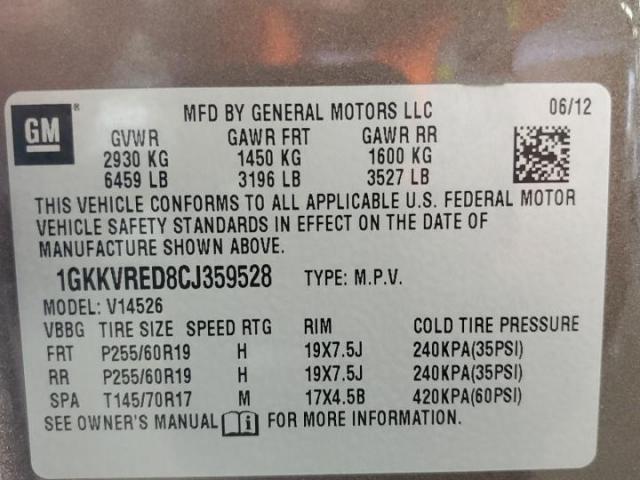 GM ® MFD BY GENERAL MOTORS LLC 06/12
GVWR GAWR FRT GAWR RR
2930 KG 1450 KG 1600 KG
6459 LB 3196 LB 3527 LB
THIS VEHICLE CONFORMS TO ALL APPLICABLE U.S. FEDERAL MOTOR
VEHICLE SAFETY STANDARDS IN EFFECT ON THE DATE OF
MANUFACTURE SHOWN ABOVE.
1GKKVRED8CJ359528 TYPE: M.P.V.
MODEL: V14526
VBBG TIRE SIZE SPEED RTG RIM COLD TIRE PRESSURE
FRT P255/60R19 H 19X7.5J 240KPA(35PSI)
RR P255/60R19 H 19X7.5J 240KPA(35PSI)
SPA T145/70R17 M 17X4.5B 420KPA(60PSI)
SEE OWNER'S MANUAL FOR MORE INFORMATION.